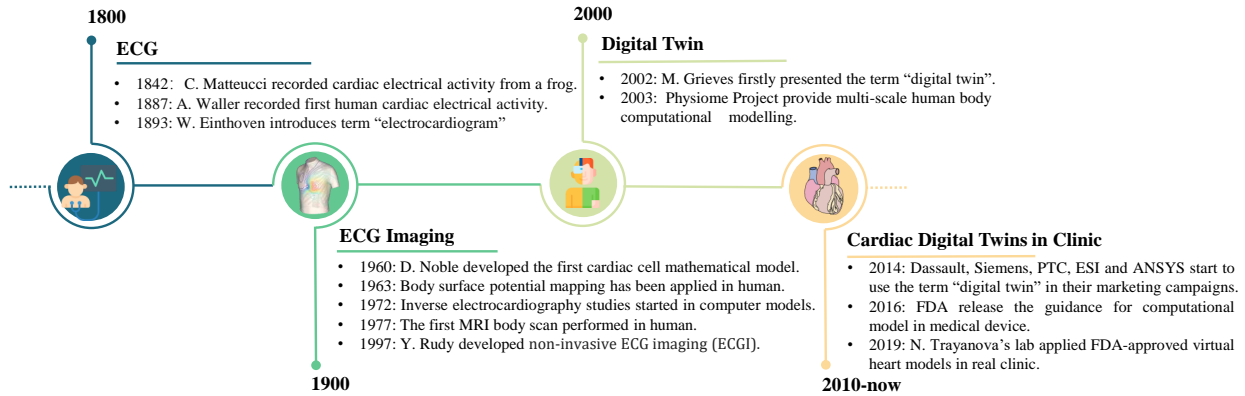 1800
ECG
• 1842： C. Matteucci recorded cardiac electrical activity from a frog.
• 1887: A. Waller recorded first human cardiac electrical activity.
• 1893: W. Einthoven introduces term “electrocardiogram”
2000
Digital Twin
• 2002: M. Grieves firstly presented the term “digital twin”.
• 2003: Physiome Project provide multi-scale human body
computational modelling.
ECG Imaging
• 1960: D. Noble developed the first cardiac cell mathematical model.
• 1963: Body surface potential mapping has been applied in human.
• 1972: Inverse electrocardiography studies started in computer models.
• 1977: The first MRI body scan performed in human.
• 1997: Y. Rudy developed non-invasive ECG imaging (ECGI).
1900
Cardiac Digital Twins in Clinic
• 2014: Dassault, Siemens, PTC, ESI and ANSYS start to
use the term “digital twin” in their marketing campaigns.
• 2016: FDA release the guidance for computational
model in medical device.
• 2019: N. Trayanova’s lab applied FDA-approved virtual
heart models in real clinic.
2010-now